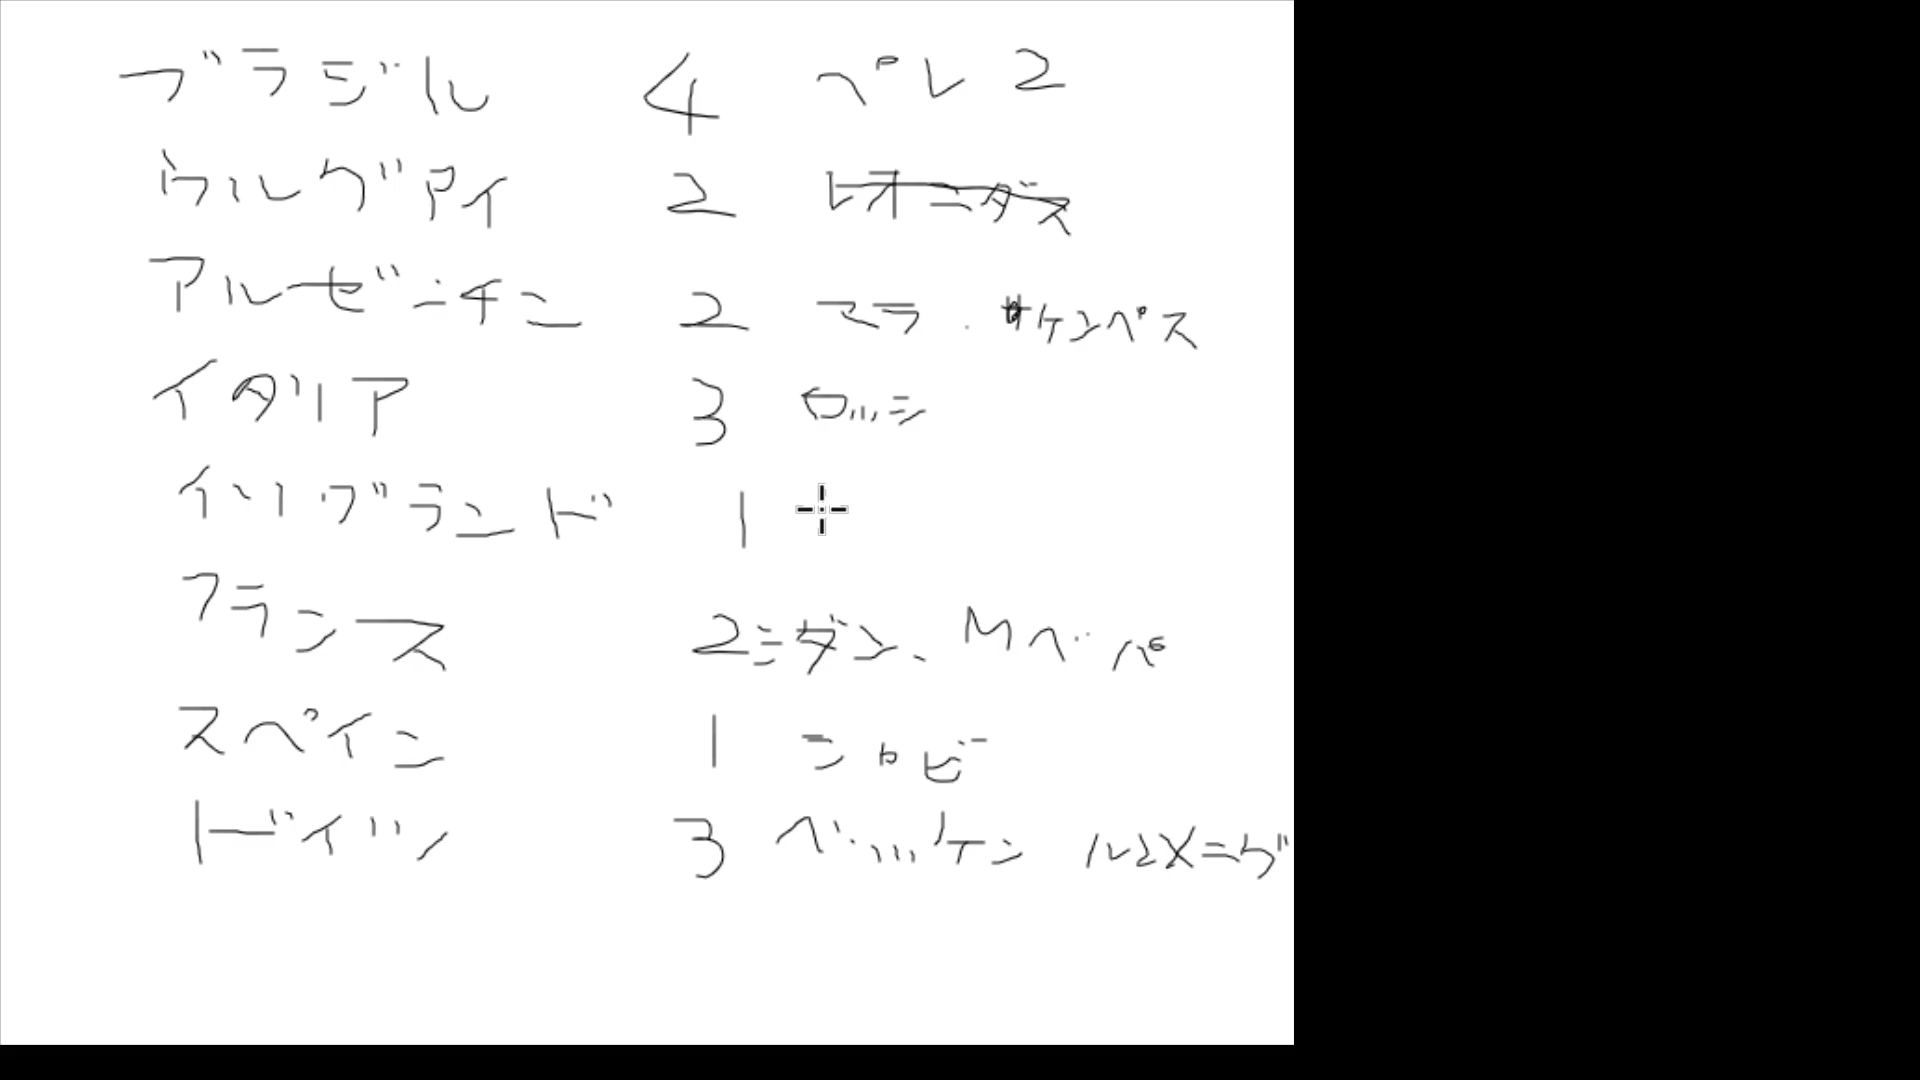 ブラジル 4 ペレ 2
ウルグアイ 2 レオニダス
アルゼンチン 2 マラ . ケンペス
イタリア 3 ロッシ
イングランド 1
フランス 2 ジダン、Mベパ
スペイン 1 シャビー
ドイツ 3 ベッケン ルンメニゲ